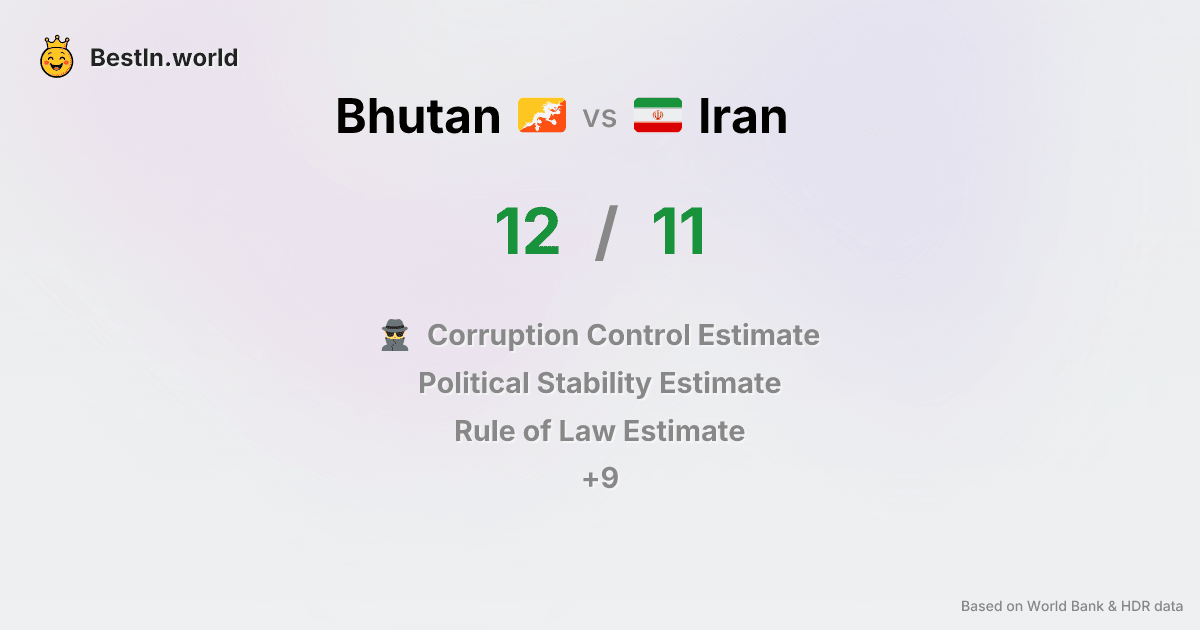 BestIn.world
Bhutan vs Iran
12 / 11
Corruption Control Estimate
Political Stability Estimate
Rule of Law Estimate
+9
Based on World Bank & HDR data